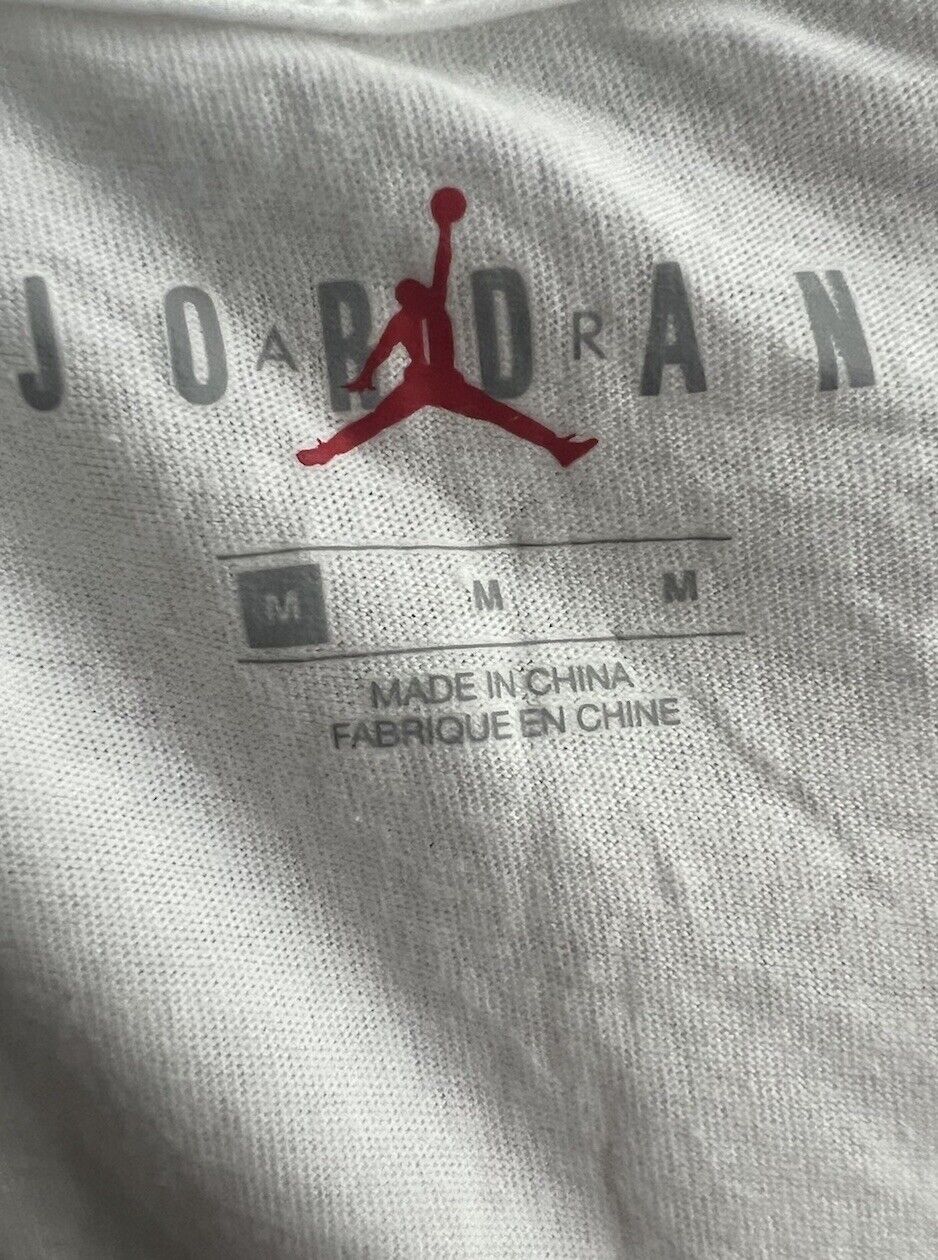 JORDAN
AIR
M M M
MADE IN CHINA
FABRIQUE EN CHINE